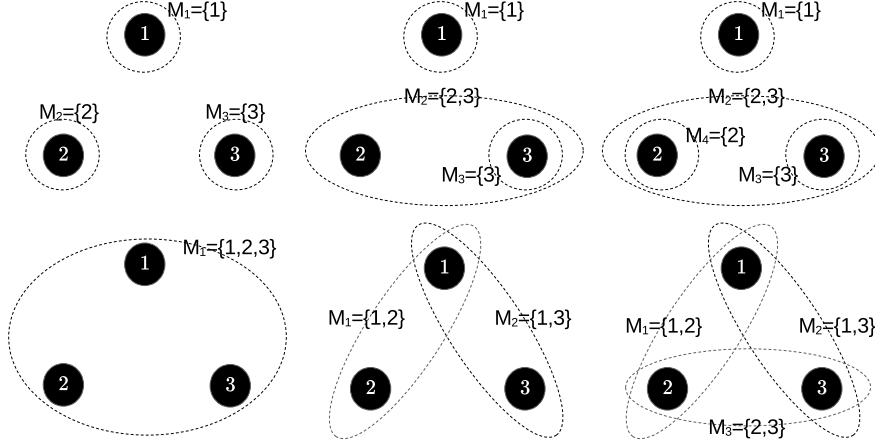 M₁={1}
1
M₂={2}
M₃={3}
2
3
M₁={1}
1
M₂={2,3}
2
3
M₃={3}
M₁={1}
1
M₂={2,3}
M₄={2}
2
3
M₃={3}
M₁={1,2,3}
1
2
3
1
M₁={1,2}
M₂={1,3}
2
3
1
M₁={1,2}
M₂={1,3}
2
3
M₃={2,3}